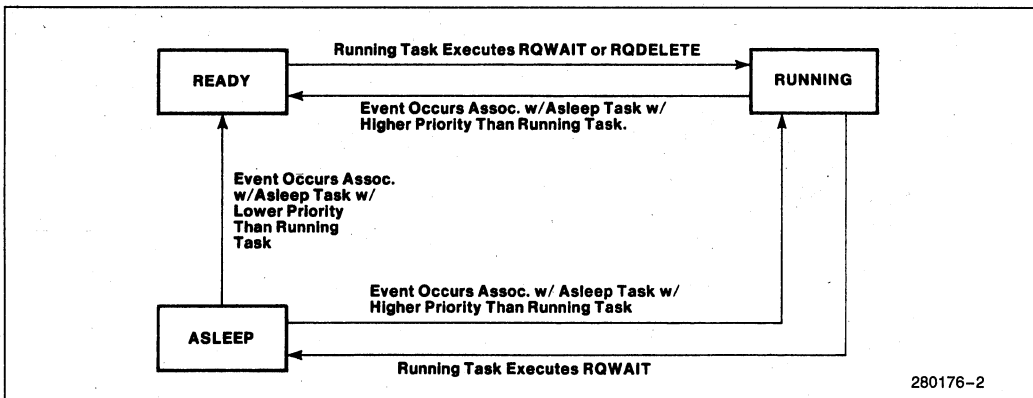 Running Task Executes RQWAIT or RQDELETE
READY
RUNNING
Event Occurs Assoc. w/Asleep Task w/
Higher Priority Than Running Task.
Event Occurs Assoc.
w/Asleep Task w/
Lower Priority
Than Running
Task
Event Occurs Assoc. w/ Asleep Task w/
Higher Priority Than Running Task
ASLEEP
Running Task Executes RQWAIT
280176-2